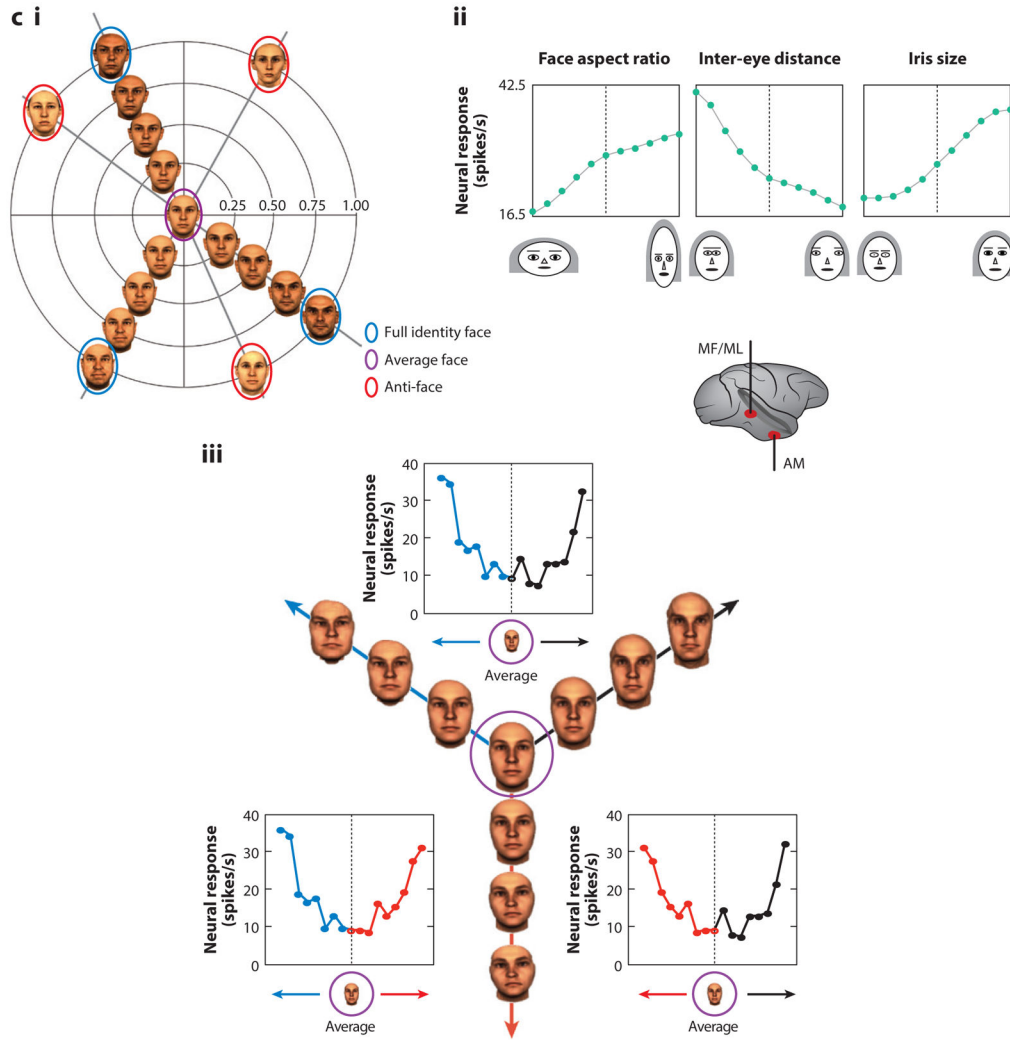 c i
0.25 0.50 0.75 1.00
Full identity face
Average face
Anti-face
ii
Face aspect ratio
Inter-eye distance
Iris size
Neural response
(spikes/s)
42.5
16.5
MF/ML
AM
iii
Neural response
(spikes/s)
40
30
20
10
0
Average
Neural response
(spikes/s)
40
30
20
10
0
Average
Neural response
(spikes/s)
40
30
20
10
0
Average